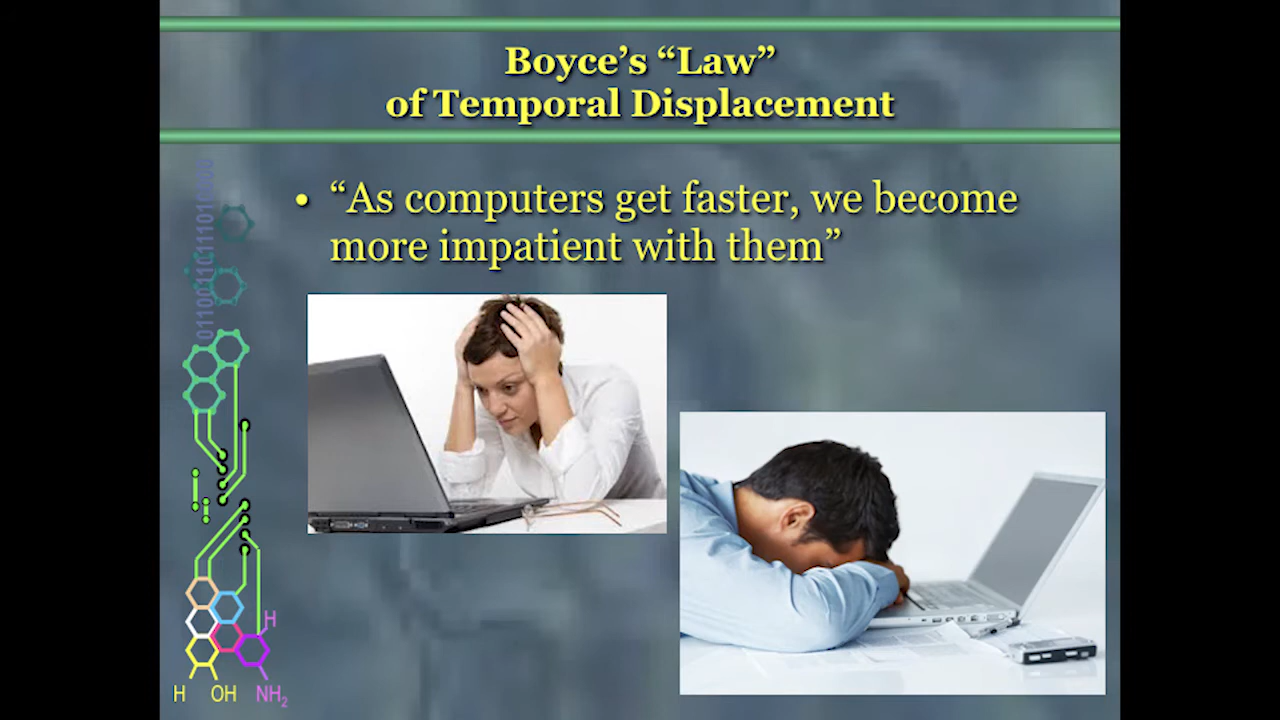 Boyce’s “Law”
of Temporal Displacement
• “As computers get faster, we become
more impatient with them”
H
H
OH
NH2